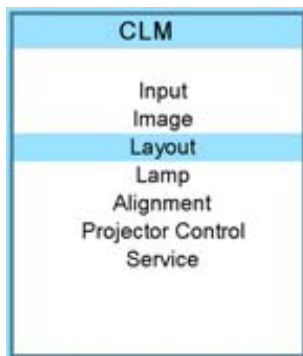 CLM
Input
Image
Layout
Lamp
Alignment
Projector Control
Service